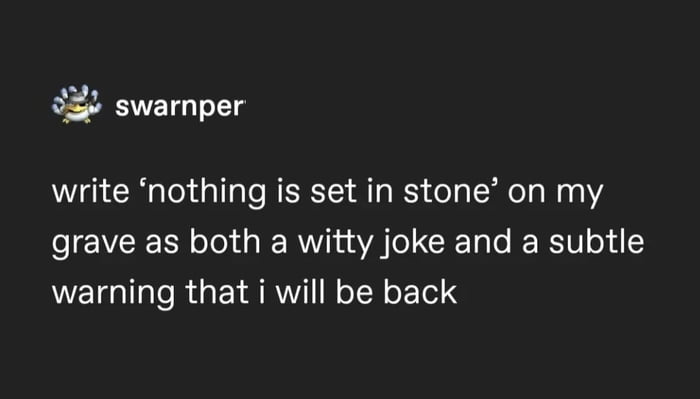 swarnper
write ‘nothing is set in stone’ on my
grave as both a witty joke and a subtle
warning that i will be back